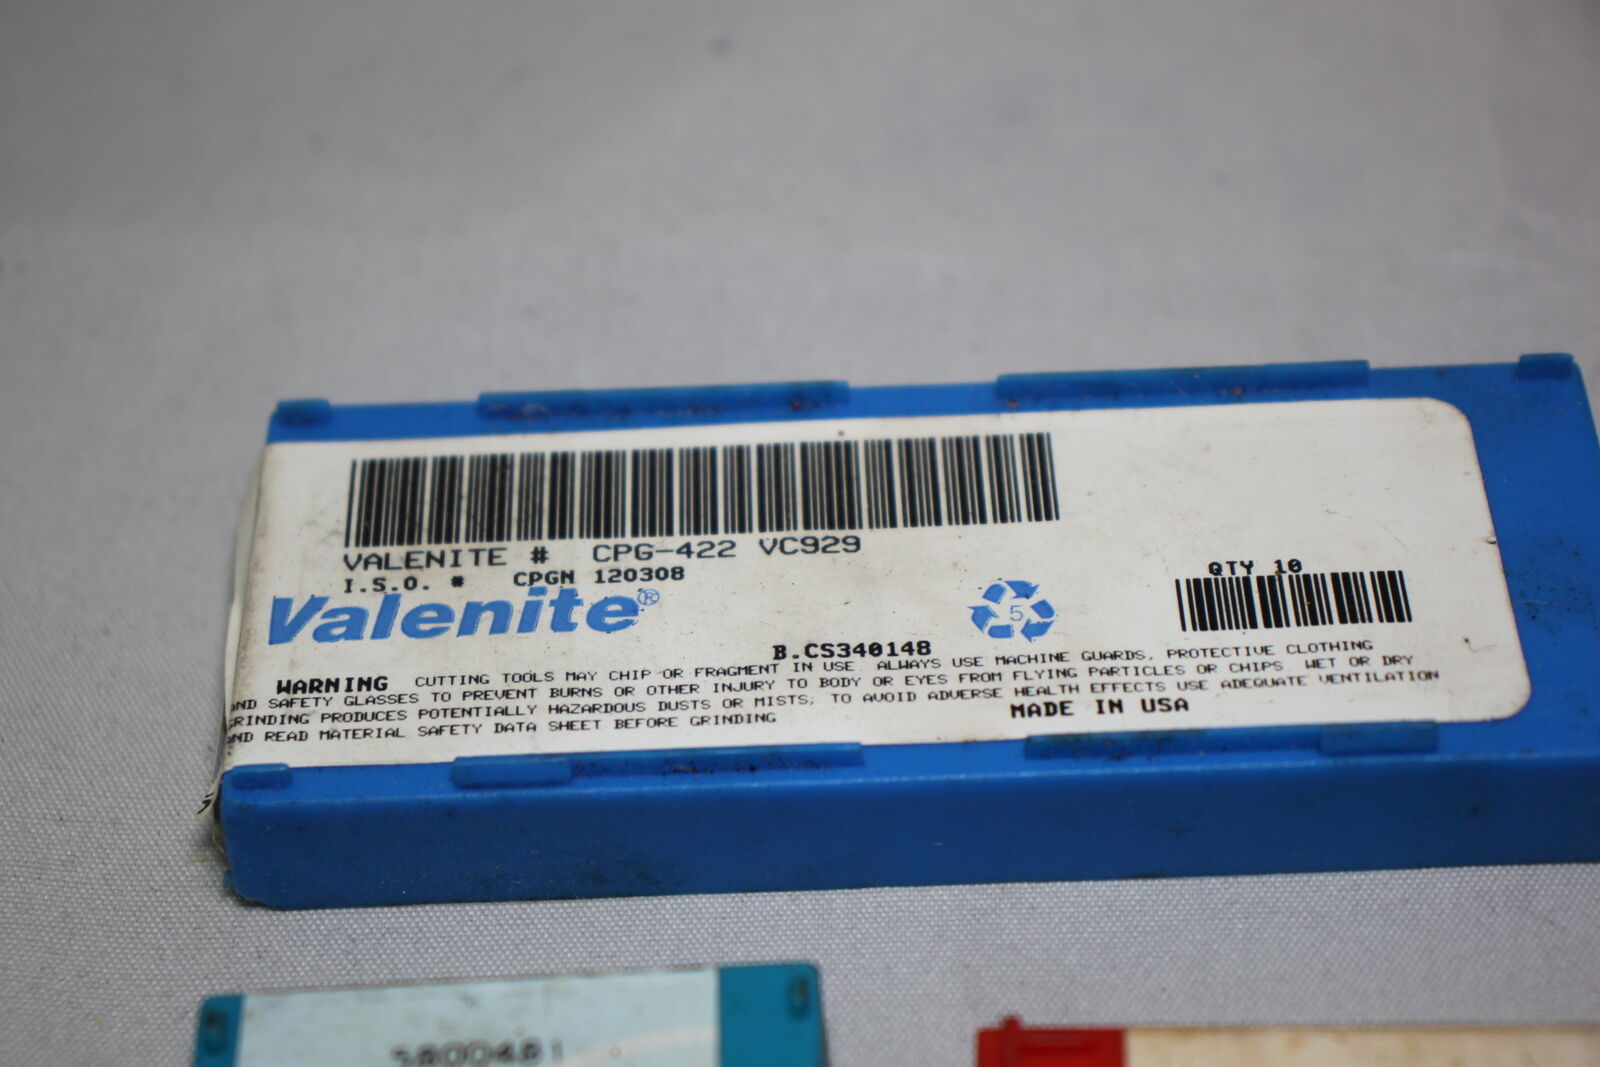 VALENITE # CPG-422 VC929
I.S.O. # CPGN 120308
Valenite®
QTY 10
5
B.CS340148
WARNING CUTTING TOOLS MAY CHIP OR FRAGMENT IN USE. ALWAYS USE MACHINE GUARDS, PROTECTIVE CLOTHING
AND SAFETY GLASSES TO PREVENT BURNS OR OTHER INJURY TO BODY OR EYES FROM FLYING PARTICLES OR CHIPS. WET OR DRY
GRINDING PRODUCES POTENTIALLY HAZARDOUS DUSTS OR MISTS, TO AVOID ADVERSE HEALTH EFFECTS USE ADEQUATE VENTILATION
AND READ MATERIAL SAFETY DATA SHEET BEFORE GRINDING
MADE IN USA